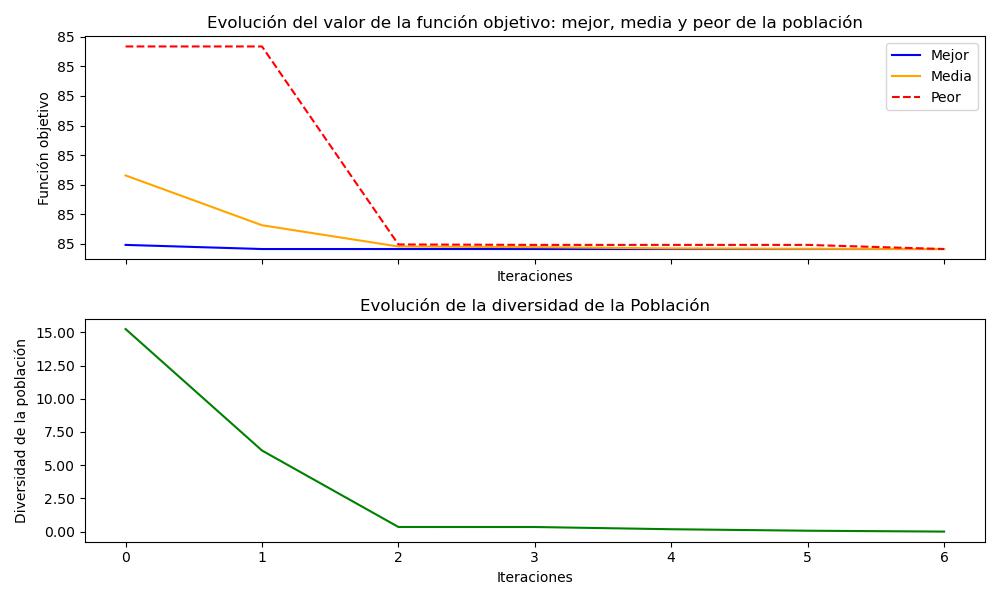 Evolución del valor de la función objetivo: mejor, media y peor de la población
85
85
85
85
85
85
85
85
Función objetivo
Mejor
Media
Peor
Iteraciones
Evolución de la diversidad de la Población
15.00
12.50
10.00
7.50
5.00
2.50
0.00
Diversidad de la población
0 1 2 3 4 5 6
Iteraciones